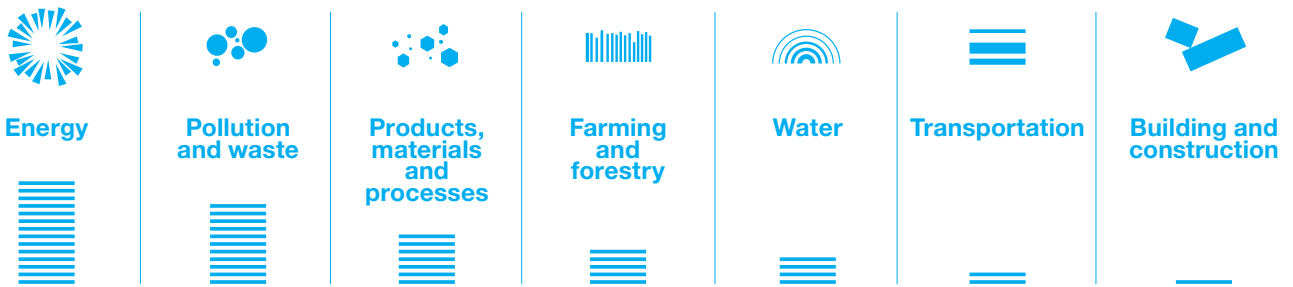 Energy
Pollution
and waste
Products,
materials
and
processes
Farming
and
forestry
Water
Transportation
Building and
construction